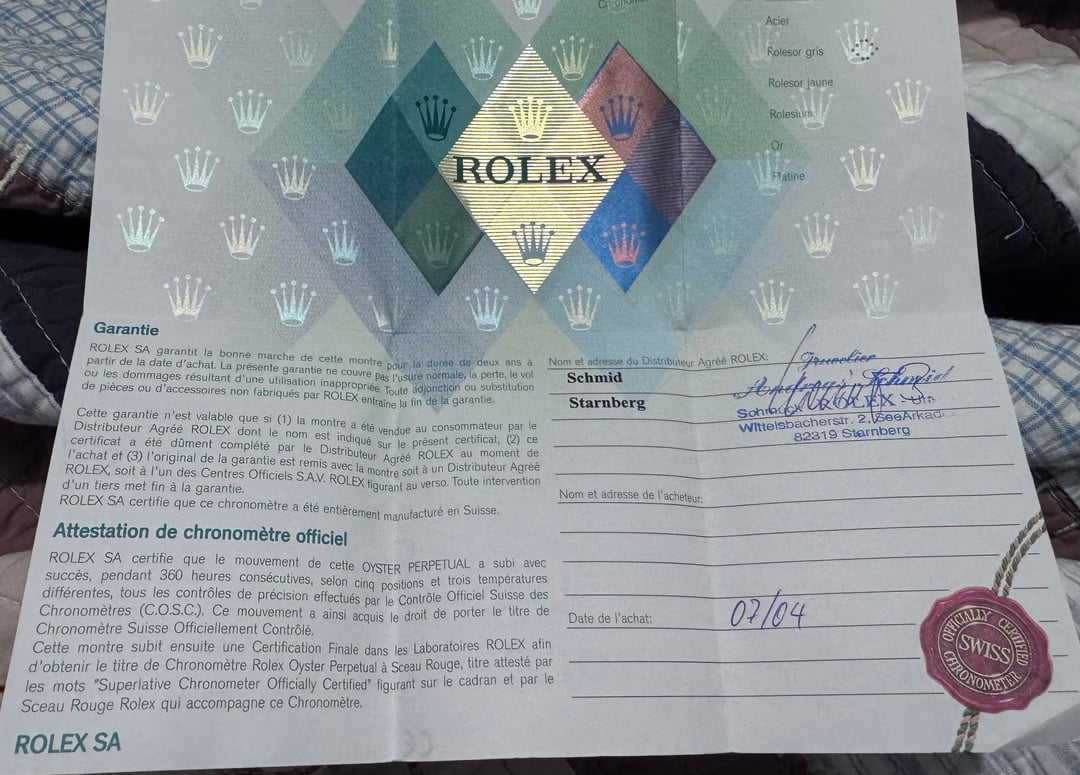 Acier
Rolesor gris
Rolesor jaune
Rolesium
Or
Platine
ROLEX
Garantie
ROLEX SA garantit la bonne marche de cette montre pour la durée de deux ans à
partir de la date d'achat. La présente garantie ne couvre pas l'usure normale, la perte, le vol
ou les dommages résultant d'une utilisation inappropriée. Toute adjonction ou substitution
de pièces ou d'accessoires non fabriqués par ROLEX entraîne la fin de la garantie.
Cette garantie n'est valable que si (1) la montre a été vendue au consommateur par le
Distributeur Agréé ROLEX dont le nom est indiqué sur le présent certificat, (2) ce
certificat a été dûment complété par le Distributeur Agréé ROLEX au moment de
l'achat et (3) l'original de la garantie est remis avec la montre soit à un Distributeur Agréé
ROLEX, soit à l'un des Centres Officiels S.A.V. ROLEX figurant au verso. Toute intervention
d'un tiers met fin à la garantie.
ROLEX SA certifie que ce chronomètre a été entièrement manufacturé en Suisse.
Attestation de chronomètre officiel
ROLEX SA certifie que le mouvement de cette OYSTER PERPETUAL a subi avec
succès, pendant 360 heures consécutives, selon cinq positions et trois températures
différentes, tous les contrôles de précision effectués par le Contrôle Officiel Suisse des
Chronomètres (C.O.S.C.). Ce mouvement a ainsi acquis le droit de porter le titre de
Chronomètre Suisse Officiellement Contrôlé.
Cette montre subit ensuite une Certification Finale dans les Laboratoires ROLEX afin
d'obtenir le titre de Chronomètre Rolex Oyster Perpetual à Sceau Rouge, titre attesté par
les mots "Superlative Chronometer Officially Certified" figurant sur le cadran et par le
Sceau Rouge Rolex qui accompagne ce Chronomètre.
ROLEX SA
Nom et adresse du Distributeur Agréé ROLEX:
Schmid
Starnberg
Juwelier
Schmid
ROLEX
Wittelsbacherstr. 2, SeeArkad
82319 Starnberg
Nom et adresse de l'acheteur:
Date de l'achat: 07/04
OFFICIALLY CERTIFIED
SWISS
CHRONOMETER